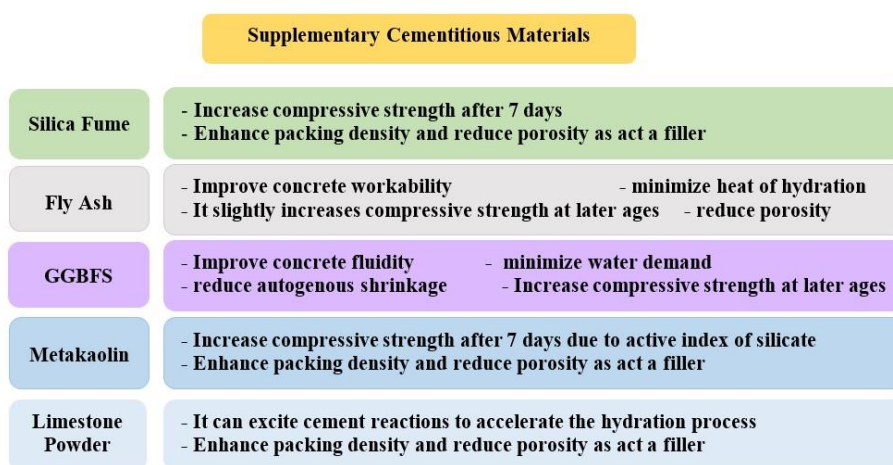 Supplementary Cementitious Materials
Silica Fume
- Increase compressive strength after 7 days
- Enhance packing density and reduce porosity as act a filler
Fly Ash
- Improve concrete workability - minimize heat of hydration
- It slightly increases compressive strength at later ages - reduce porosity
GGBFS
- Improve concrete fluidity - minimize water demand
- reduce autogenous shrinkage - Increase compressive strength at later ages
Metakaolin
- Increase compressive strength after 7 days due to active index of silicate
- Enhance packing density and reduce porosity as act a filler
Limestone
Powder
- It can excite cement reactions to accelerate the hydration process
- Enhance packing density and reduce porosity as act a filler